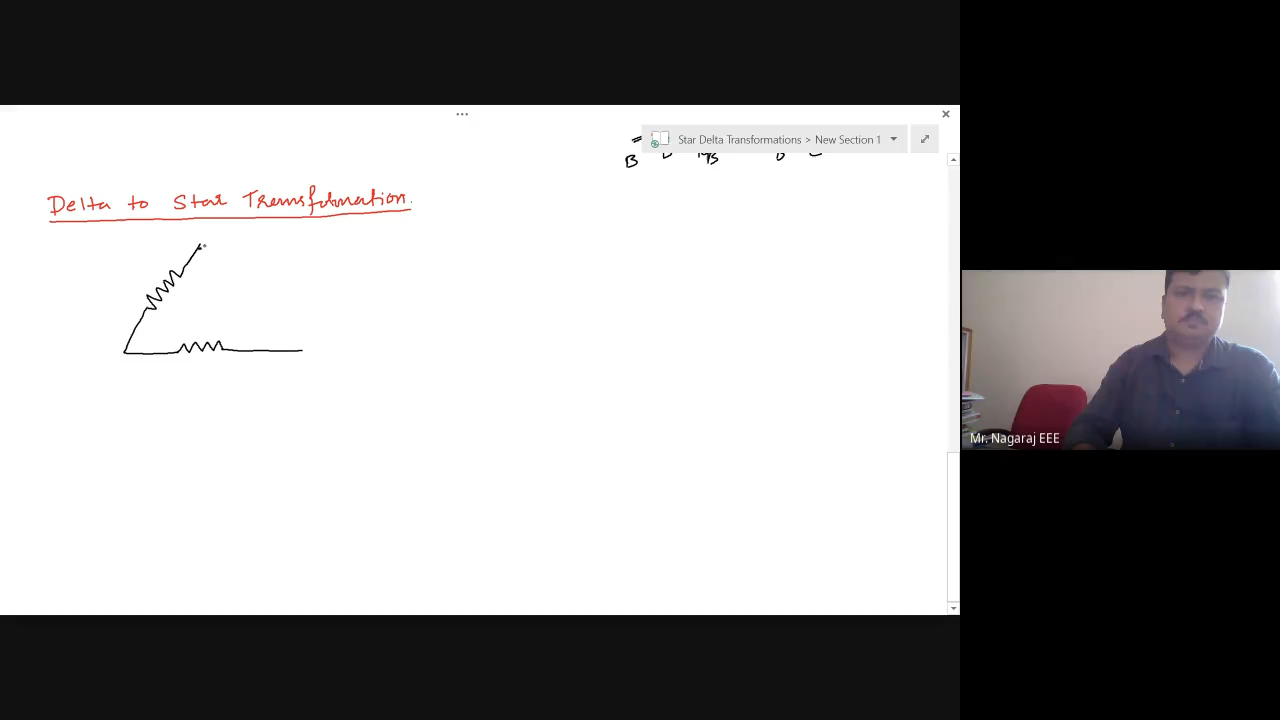 Star Delta Transformations > New Section 1
B
Delta to Star Transformation.
Mr. Nagaraj EEE